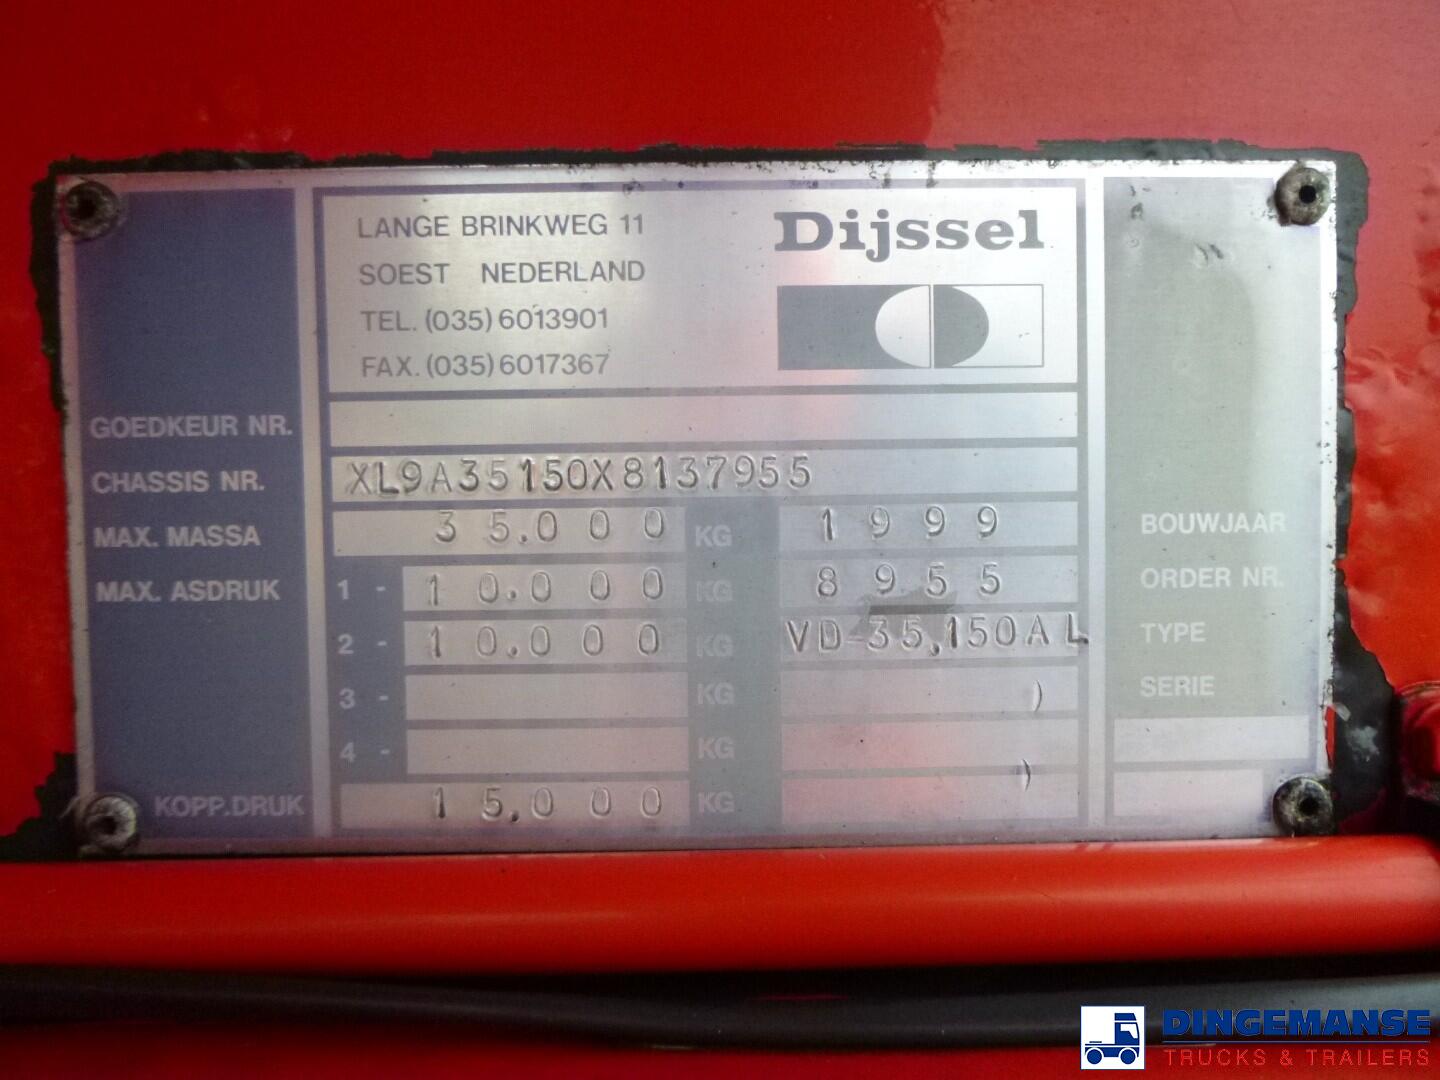 LANGE BRINKWEG 11
SOEST NEDERLAND
TEL. (035) 6013901
FAX. (035) 6017367
Dijssel
GOEDKEUR NR.
CHASSIS NR. XL9A35150X8137955
MAX. MASSA 35.000 KG 1999 BOUWJAAR
MAX. ASDRUK 1 - 10.000 KG 8955 ORDER NR.
2 - 10.000 KG VD-35.150AL TYPE
3 - KG ) SERIE
4 - KG )
KOPP.DRUK 15.000 KG
DINGEMANSE
TRUCKS & TRAILERS